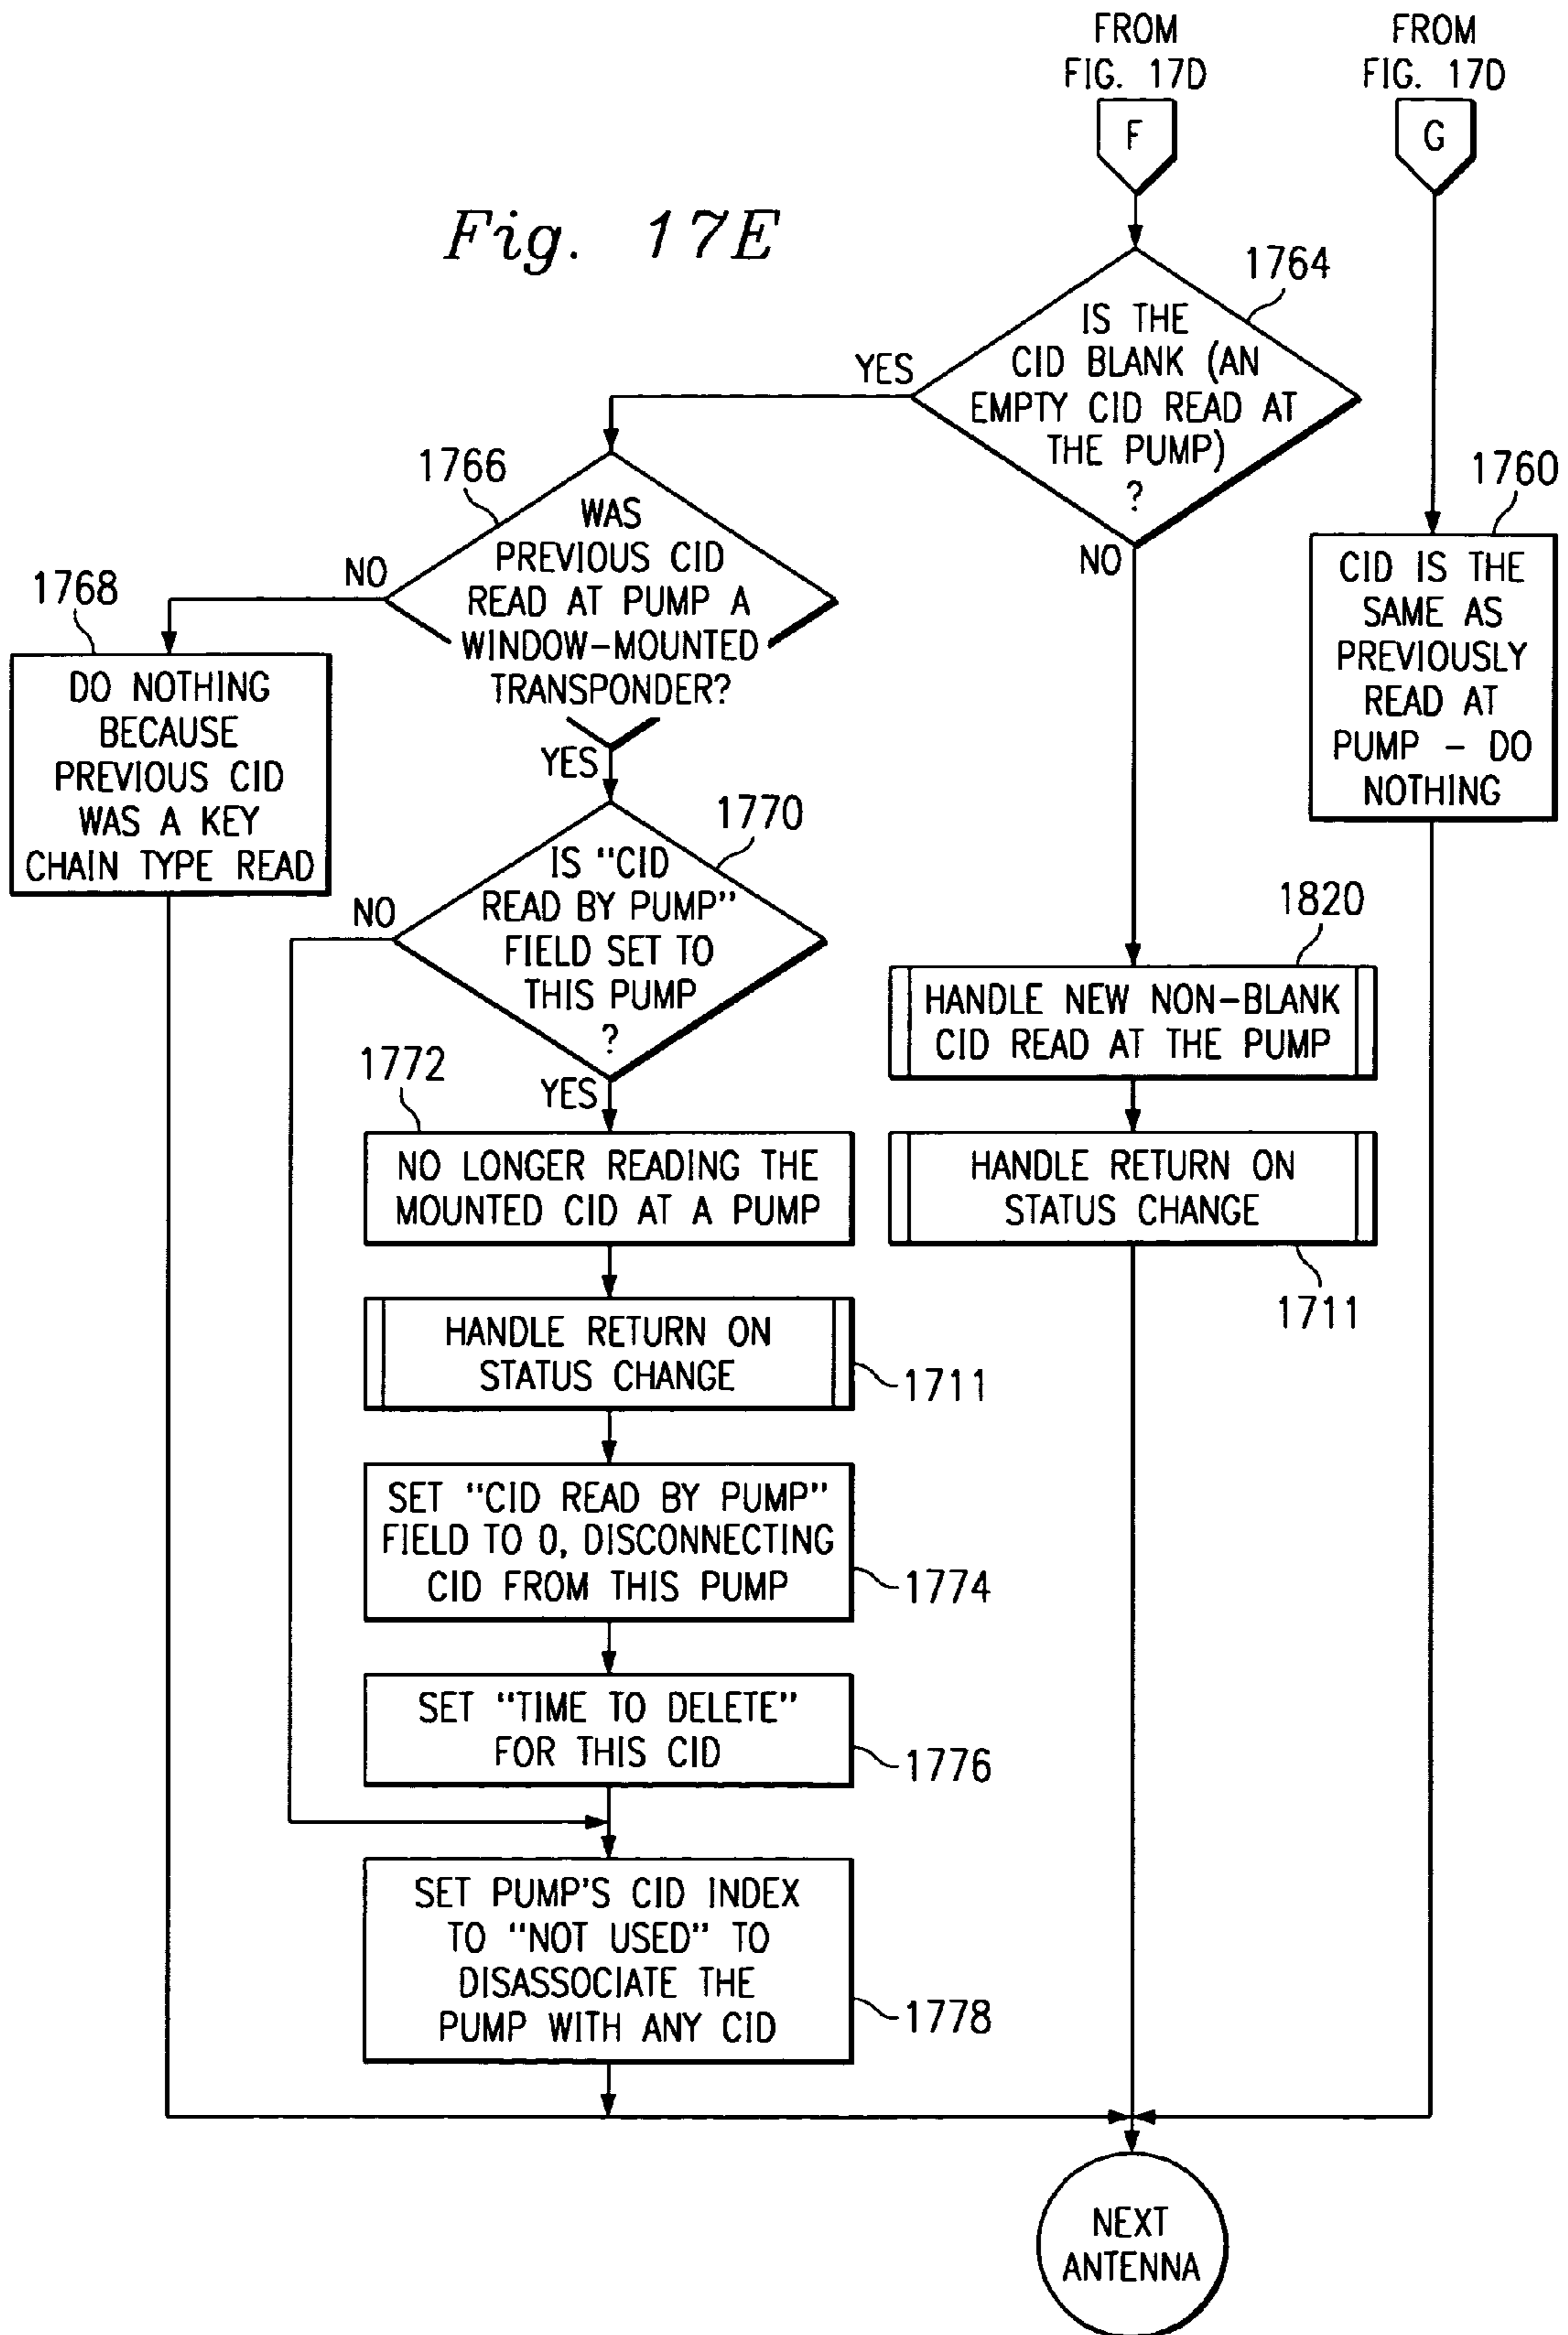 FROM
FIG. 17D
F
FROM
FIG. 17D
G
Fig. 17E
1764
IS THE
CID BLANK (AN
EMPTY CID READ AT
THE PUMP)
?
YES
NO
1766
WAS
PREVIOUS CID
READ AT PUMP A
WINDOW-MOUNTED
TRANSPONDER?
NO
YES
1760
CID IS THE
SAME AS
PREVIOUSLY
READ AT
PUMP - DO
NOTHING
1768
DO NOTHING
BECAUSE
PREVIOUS CID
WAS A KEY
CHAIN TYPE READ
1770
IS "CID
READ BY PUMP"
FIELD SET TO
THIS PUMP
?
NO
YES
1820
HANDLE NEW NON-BLANK
CID READ AT THE PUMP
1772
NO LONGER READING THE
MOUNTED CID AT A PUMP
HANDLE RETURN ON
STATUS CHANGE
1711
HANDLE RETURN ON
STATUS CHANGE
1711
SET "CID READ BY PUMP"
FIELD TO 0, DISCONNECTING
CID FROM THIS PUMP
1774
SET "TIME TO DELETE"
FOR THIS CID
1776
SET PUMP'S CID INDEX
TO "NOT USED" TO
DISASSOCIATE THE
PUMP WITH ANY CID
1778
NEXT
ANTENNA